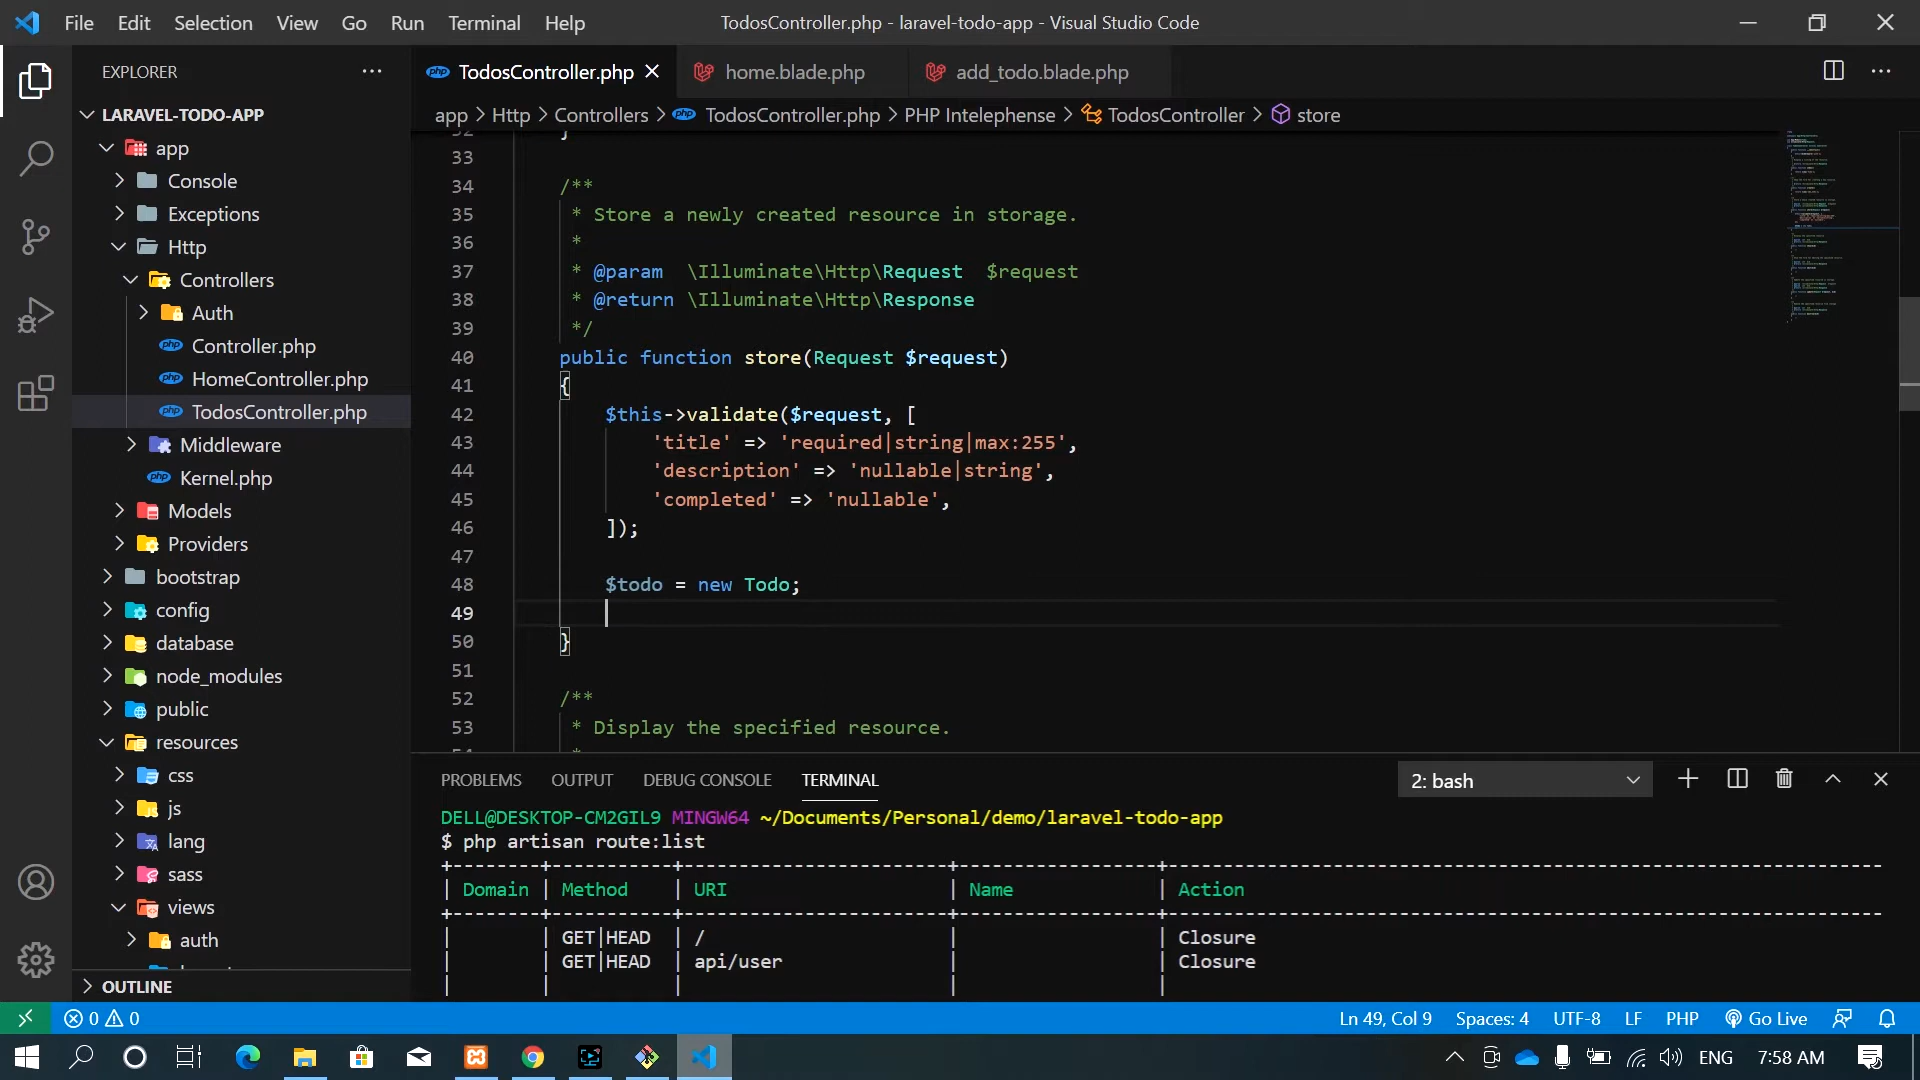 File Edit Selection View Go Run Terminal Help
TodosController.php - laravel-todo-app - Visual Studio Code
EXPLORER
TodosController.php
home.blade.php
add_todo.blade.php
LARAVEL-TODO-APP
app
Console
Exceptions
Http
Controllers
Auth
Controller.php
HomeController.php
TodosController.php
Middleware
Kernel.php
Models
Providers
bootstrap
config
database
node_modules
public
resources
css
js
lang
sass
views
auth
OUTLINE
app > Http > Controllers > TodosController.php > PHP Intelephense > TodosController > store
32 }
33
34 /**
35 * Store a newly created resource in storage.
36 *
37 * @param \Illuminate\Http\Request $request
38 * @return \Illuminate\Http\Response
39 */
40 public function store(Request $request)
41 {
42 $this->validate($request, [
43 'title' => 'required|string|max:255',
44 'description' => 'nullable|string',
45 'completed' => 'nullable',
46 ]);
47
48 $todo = new Todo;
49
50 }
51
52 /**
53 * Display the specified resource.
54 *
PROBLEMS OUTPUT DEBUG CONSOLE TERMINAL
2: bash
DELL@DESKTOP-CM2GIL9 MINGW64 ~/Documents/Personal/demo/laravel-todo-app
$ php artisan route:list
| Domain | Method | URI | Name | Action
| | GET|HEAD | / | | Closure
| | GET|HEAD | api/user | | Closure
0 0
Ln 49, Col 9 Spaces: 4 UTF-8 LF PHP Go Live
ENG 7:58 AM